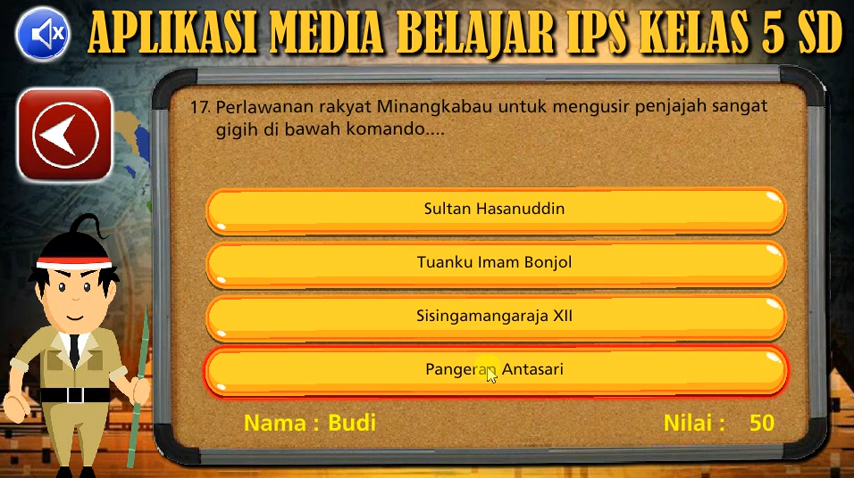 APLIKASI MEDIA BELAJAR IPS KELAS 5 SD
17. Perlawanan rakyat Minangkabau untuk mengusir penjajah sangat
gigih di bawah komando....
Sultan Hasanuddin
Tuanku Imam Bonjol
Sisingamangaraja XII
Pangeran Antasari
Nama : Budi
Nilai : 50